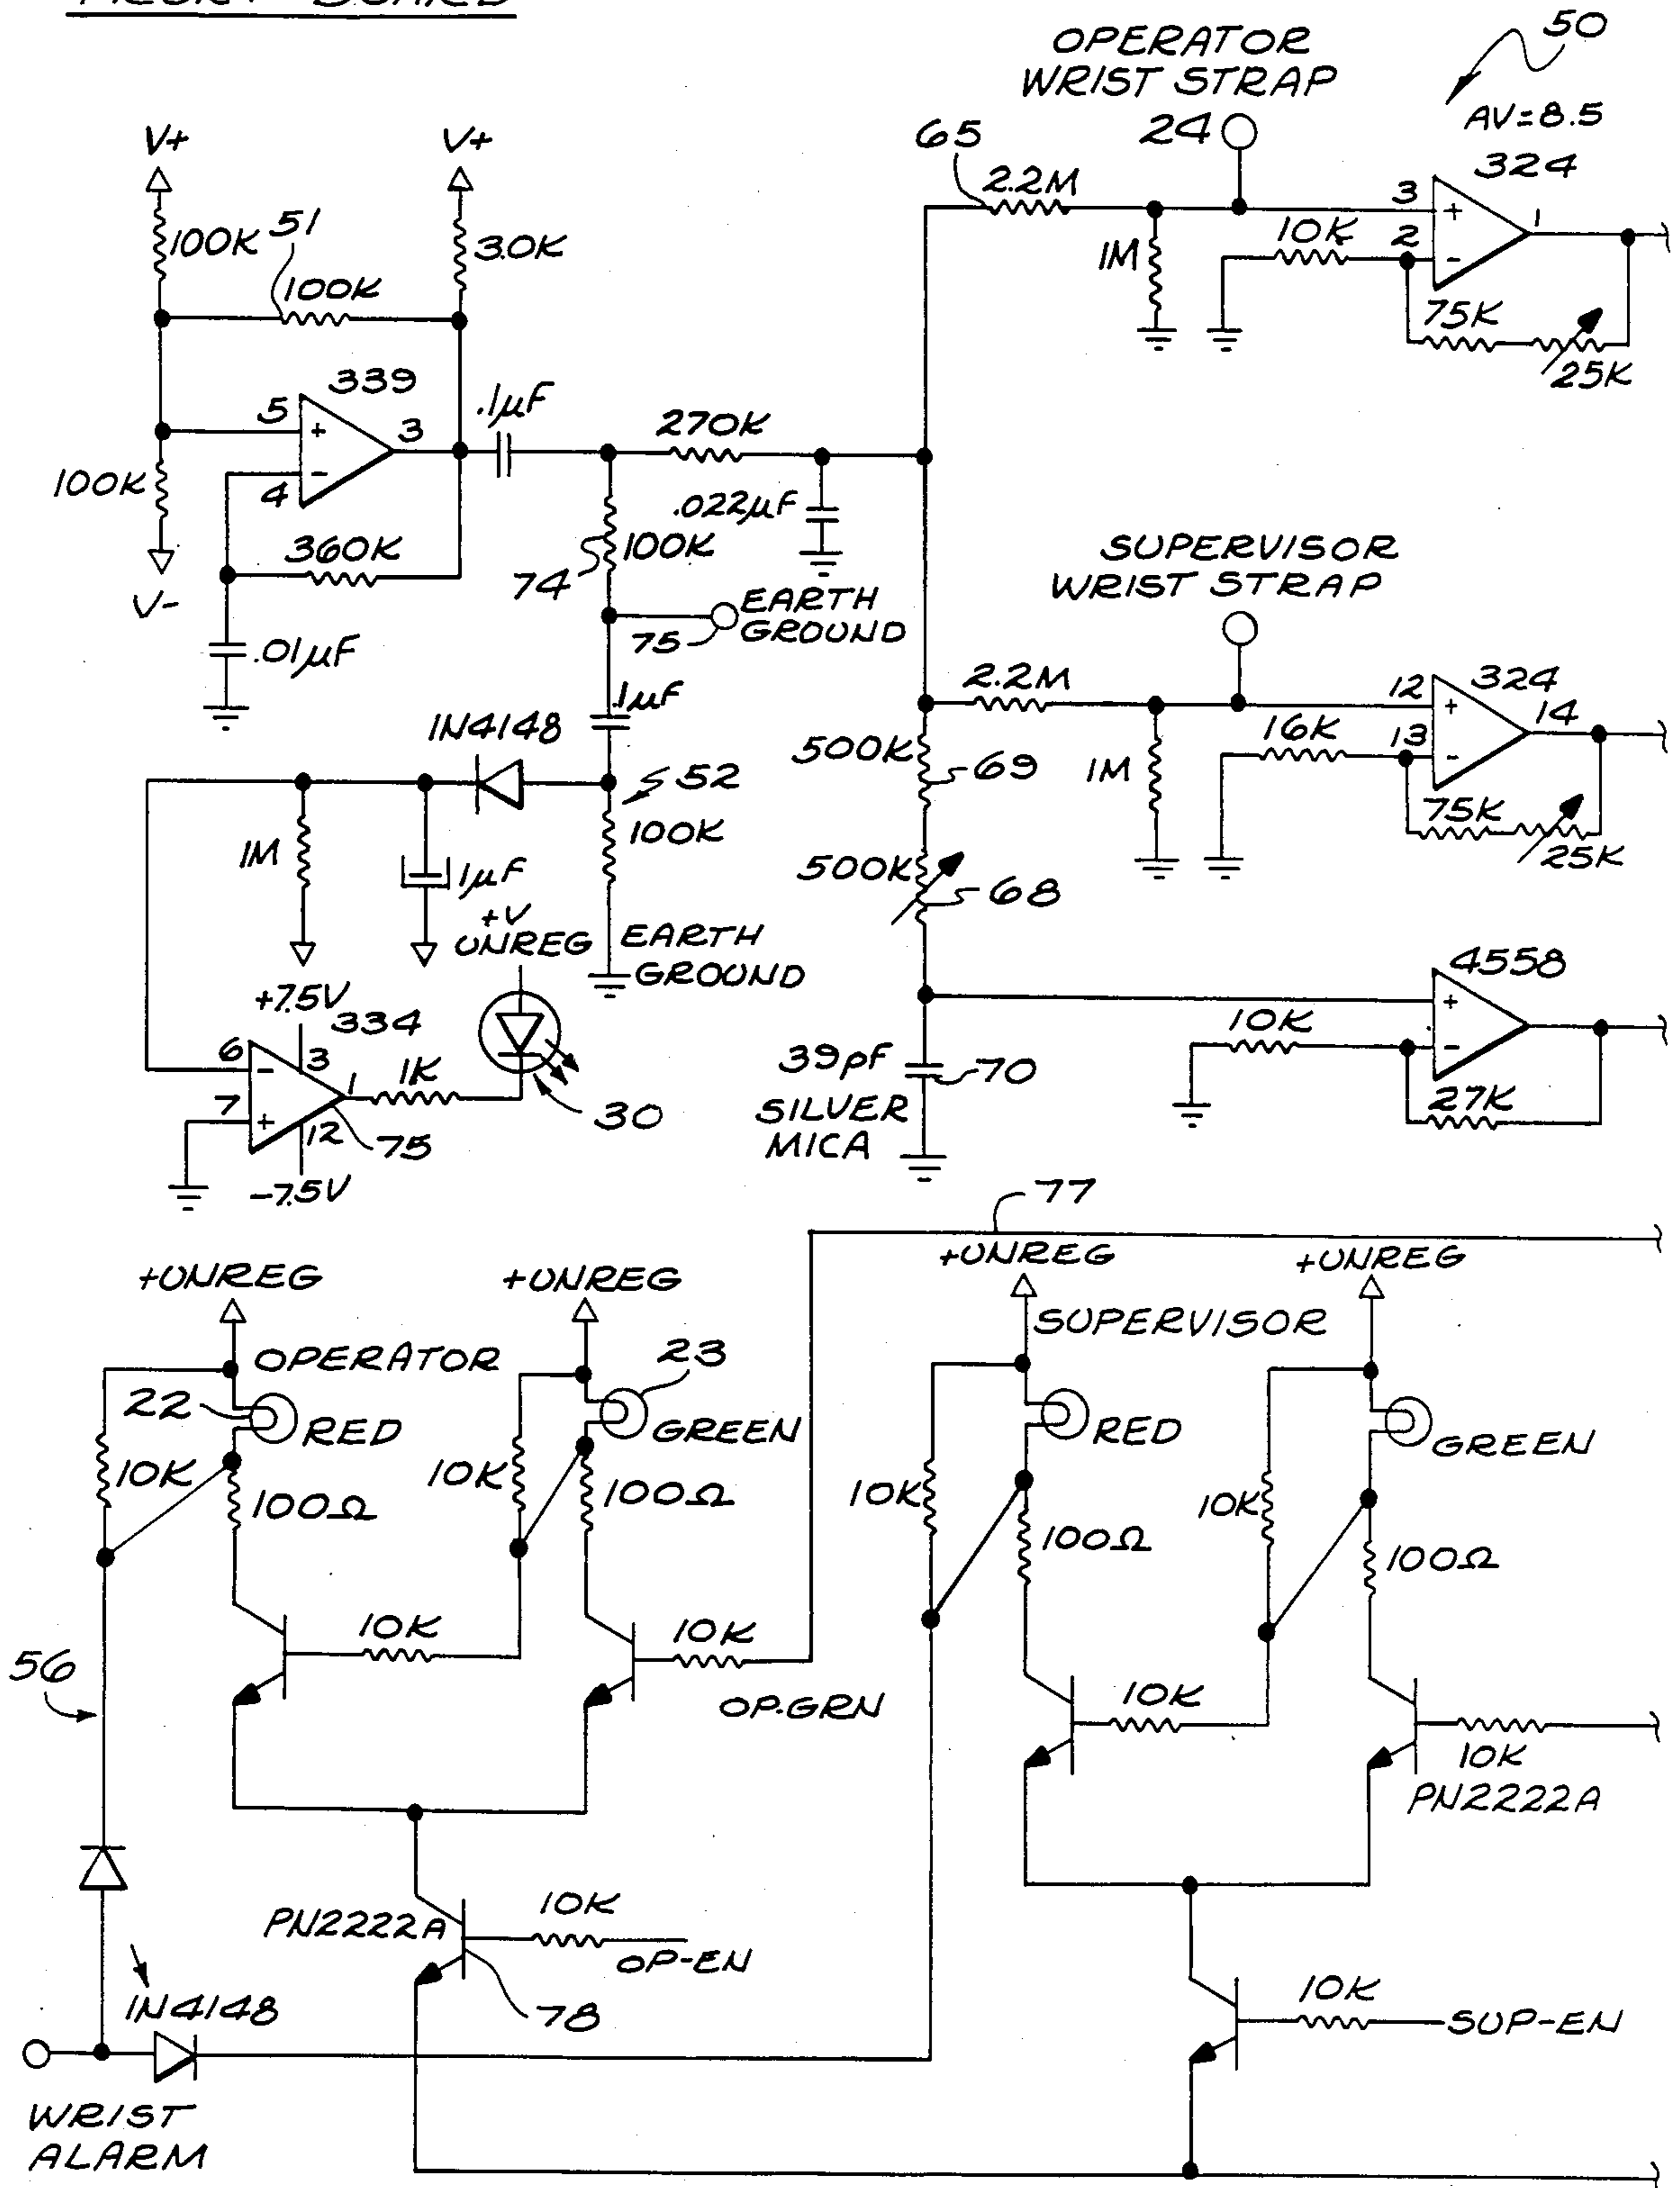 BOARD
OPERATOR
WRIST STRAP
24
50
AV=8.5
324
V+
V+
65
2.2M
3
2
1
100K
51
3.0K
1M
10K
100K
75K
25K
339
.1µF
5
3
270K
100K
4
.022µF
360K
100K
74
SUPERVISOR
WRIST STRAP
V-
EARTH
GROUND
75
.01µF
.1µF
2.2M
12
324
14
1N4148
16K
13
500K
69
1M
52
75K
25K
100K
1M
1µF
500K
68
+V
UNREG
EARTH
GROUND
4558
+7.5V
334
10K
6
3
39pF
70
1
1K
7
30
27K
SILVER
MICA
12
75
-7.5V
77
+UNREG
+UNREG
+UNREG
+UNREG
SUPERVISOR
OPERATOR
23
22
RED
GREEN
RED
GREEN
10K
10K
100Ω
100Ω
10K
10K
100Ω
100Ω
10K
10K
56
OP.GRN
10K
10K
PN2222A
PN2222A
10K
OP-EN
1N4148
78
10K
SUP-EN
WRIST
ALARM